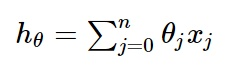 h_θ = ∑_{j=0}^{n} θ_j x_j